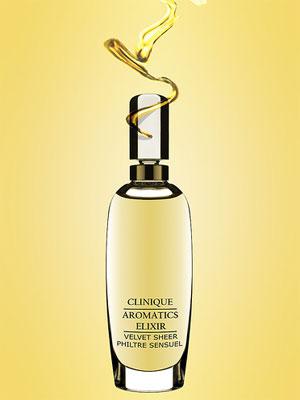 CLINIQUE
AROMATICS
ELIXIR
VELVET SHEER
PHILTRE SENSUEL